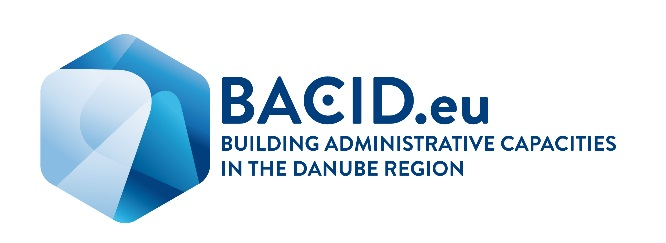 BACID.eu
BUILDING ADMINISTRATIVE CAPACITIES
IN THE DANUBE REGION